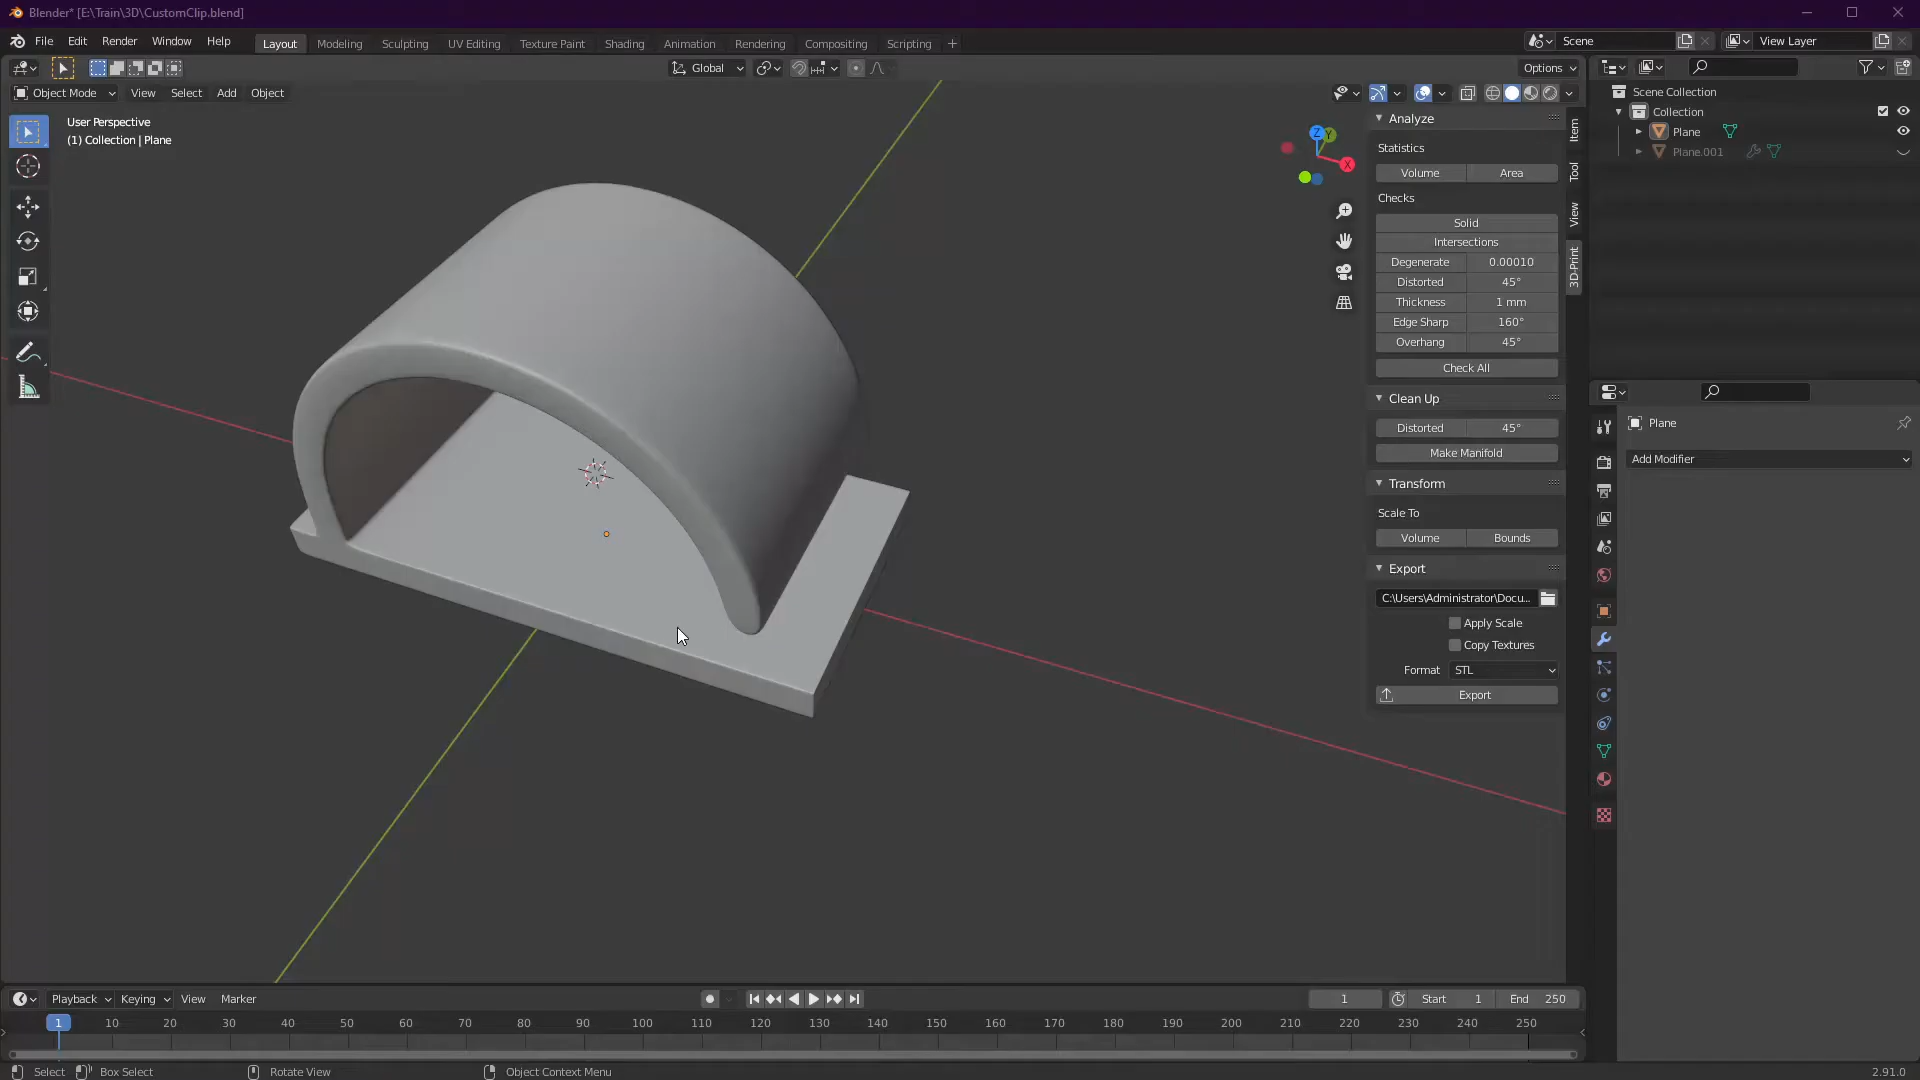 Blender* [E:\Train\3D\CustomClip.blend]
File Edit Render Window Help
Layout Modeling Sculpting UV Editing Texture Paint Shading Animation Rendering Compositing Scripting +
Scene
View Layer
Global
Options
Object Mode View Select Add Object
User Perspective
(1) Collection | Plane
Z
Y
X
Analyze
Statistics
Volume Area
Checks
Solid
Intersections
Degenerate 0.00010
Distorted 45°
Thickness 1 mm
Edge Sharp 160°
Overhang 45°
Check All
Clean Up
Distorted 45°
Make Manifold
Transform
Scale To
Volume Bounds
Export
C:\Users\Administrator\Docu...
Apply Scale
Copy Textures
Format STL
Export
Item
Tool
View
3D-Print
Scene Collection
Collection
Plane
Plane.001
Plane
Add Modifier
Playback Keying View Marker
1 Start 1 End 250
1 10 20 30 40 50 60 70 80 90 100 110 120 130 140 150 160 170 180 190 200 210 220 230 240 250
Select Box Select Rotate View Object Context Menu 2.91.0